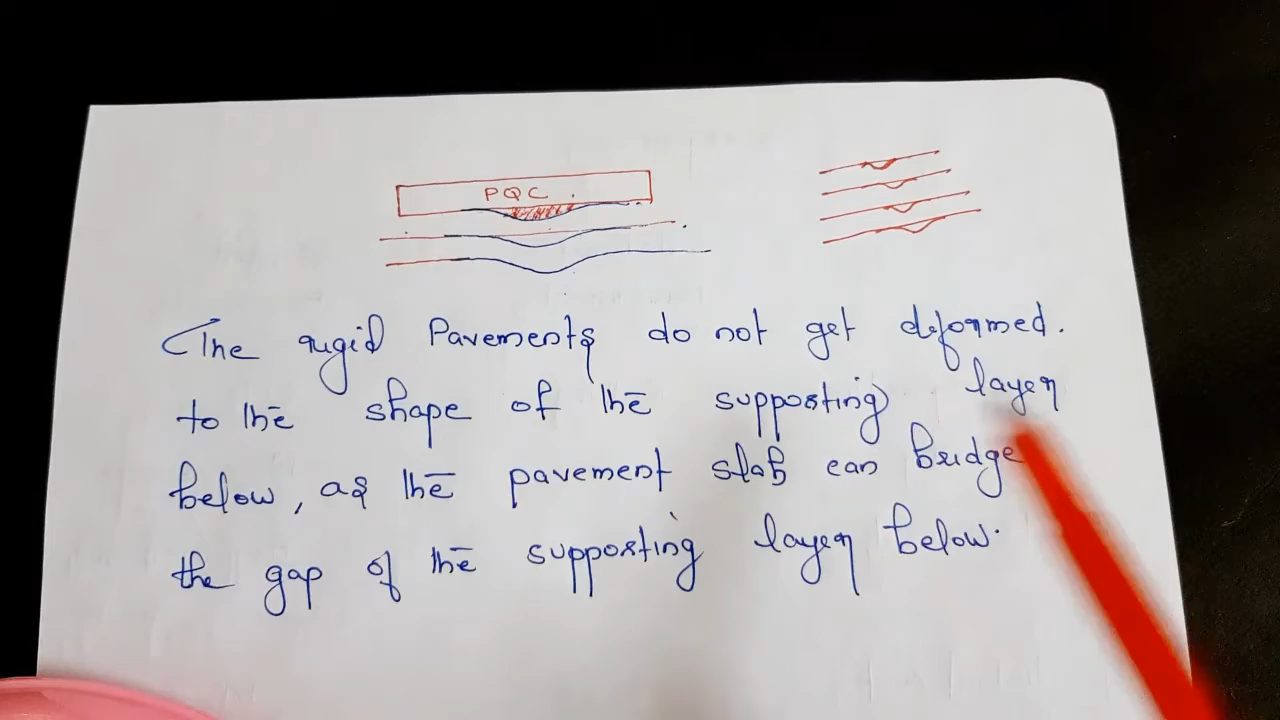 PQC
The rigid Pavements do not get deformed.
to the shape of the supporting layer
below, as the pavement slab can bridge
the gap of the supporting layer below.